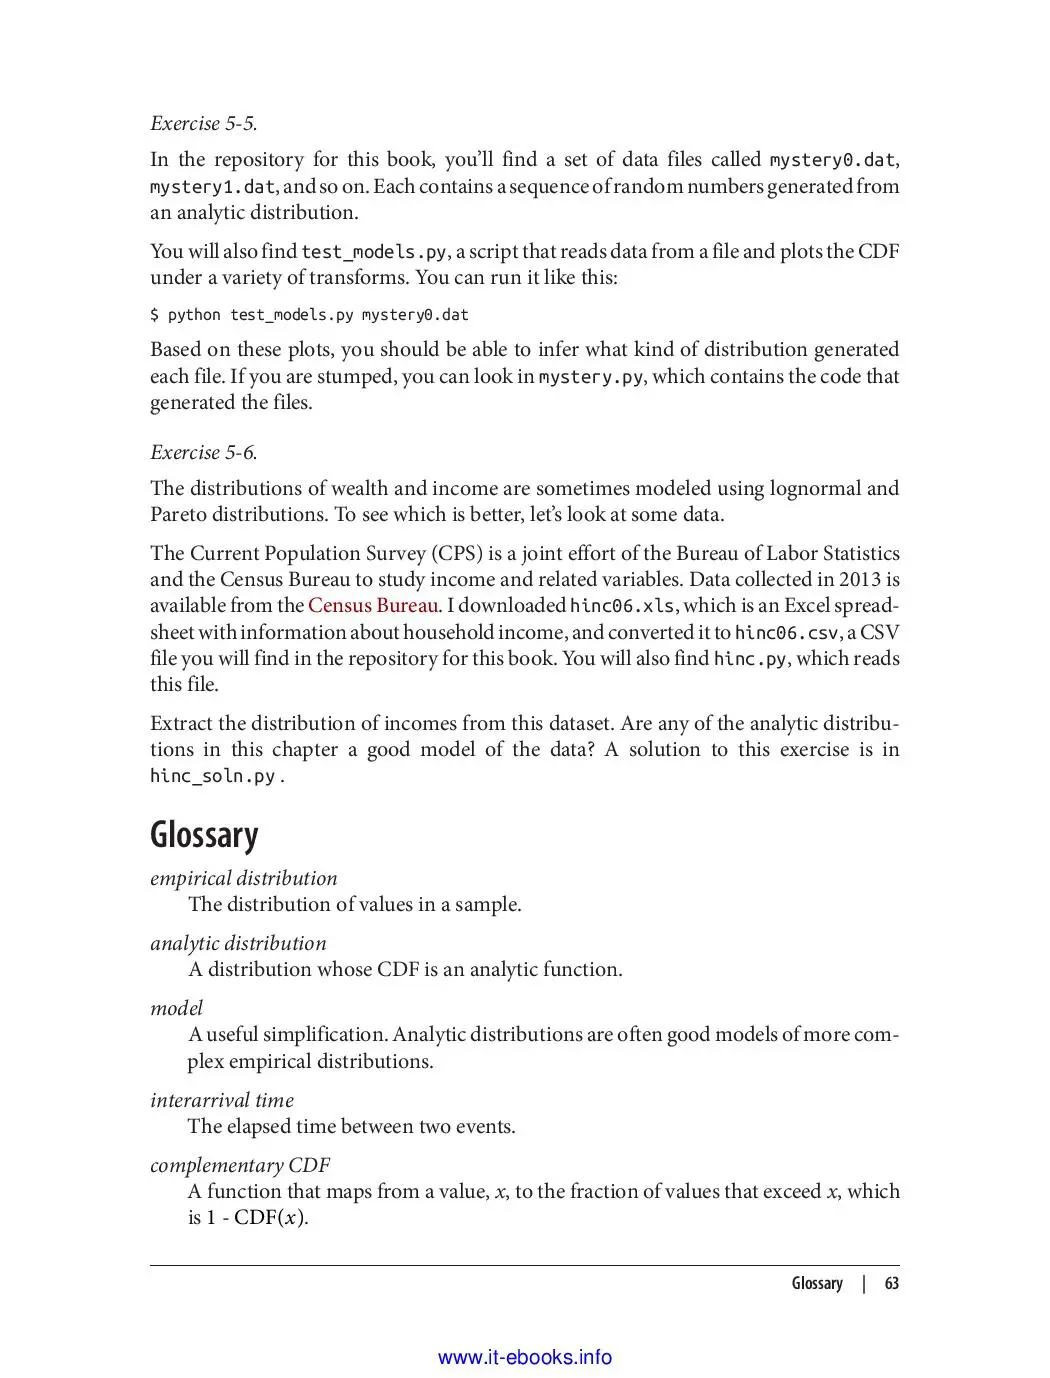 Exercise 5-5.
In the repository for this book, you’ll find a set of data files called mystery0.dat,
mystery1.dat, and so on. Each contains a sequence of random numbers generated from
an analytic distribution.
You will also find test_models.py, a script that reads data from a file and plots the CDF
under a variety of transforms. You can run it like this:
$ python test_models.py mystery0.dat
Based on these plots, you should be able to infer what kind of distribution generated
each file. If you are stumped, you can look in mystery.py, which contains the code that
generated the files.
Exercise 5-6.
The distributions of wealth and income are sometimes modeled using lognormal and
Pareto distributions. To see which is better, let’s look at some data.
The Current Population Survey (CPS) is a joint effort of the Bureau of Labor Statistics
and the Census Bureau to study income and related variables. Data collected in 2013 is
available from the Census Bureau. I downloaded hinc06.xls, which is an Excel spread-
sheet with information about household income, and converted it to hinc06.csv, a CSV
file you will find in the repository for this book. You will also find hinc.py, which reads
this file.
Extract the distribution of incomes from this dataset. Are any of the analytic distribu-
tions in this chapter a good model of the data? A solution to this exercise is in
hinc_soln.py .
Glossary
empirical distribution
The distribution of values in a sample.
analytic distribution
A distribution whose CDF is an analytic function.
model
A useful simplification. Analytic distributions are often good models of more com-
plex empirical distributions.
interarrival time
The elapsed time between two events.
complementary CDF
A function that maps from a value, x, to the fraction of values that exceed x, which
is 1 - CDF(x).
Glossary | 63
www.it-ebooks.info